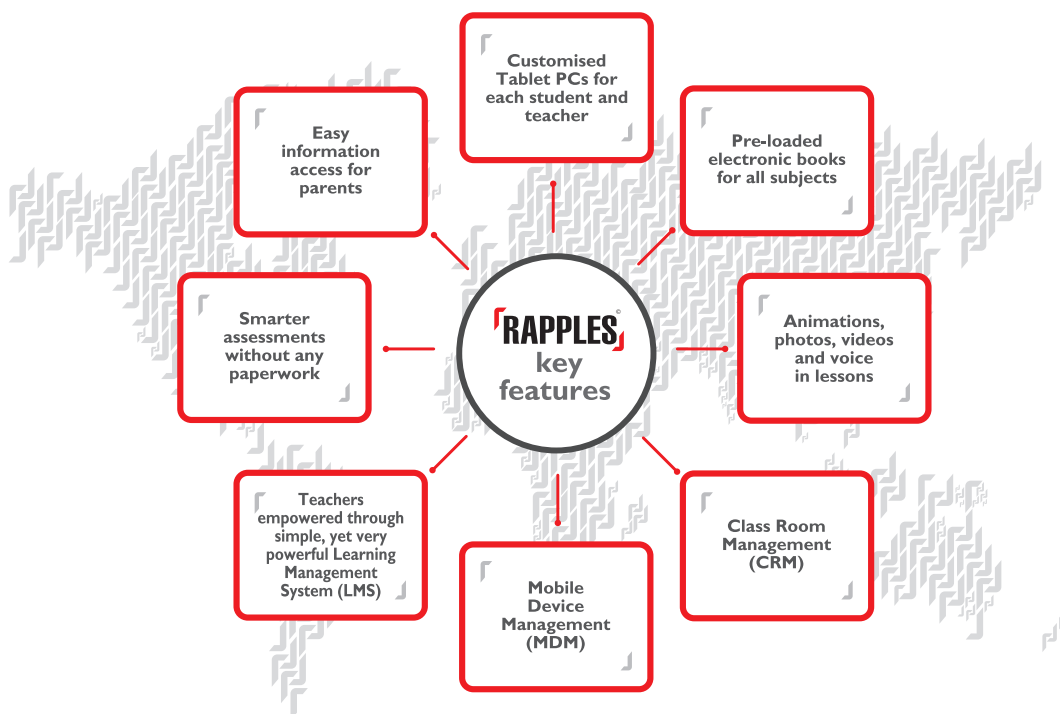 Customised
Tablet PCs for
each student and
teacher
Pre-loaded
electronic books
for all subjects
Animations,
photos, videos
and voice
in lessons
Class Room
Management
(CRM)
Mobile
Device
Management
(MDM)
Teachers
empowered through
simple, yet very
powerful Learning
Management
System (LMS)
Smarter
assessments
without any
paperwork
Easy
information
access for
parents
RAPPLES©
key
features